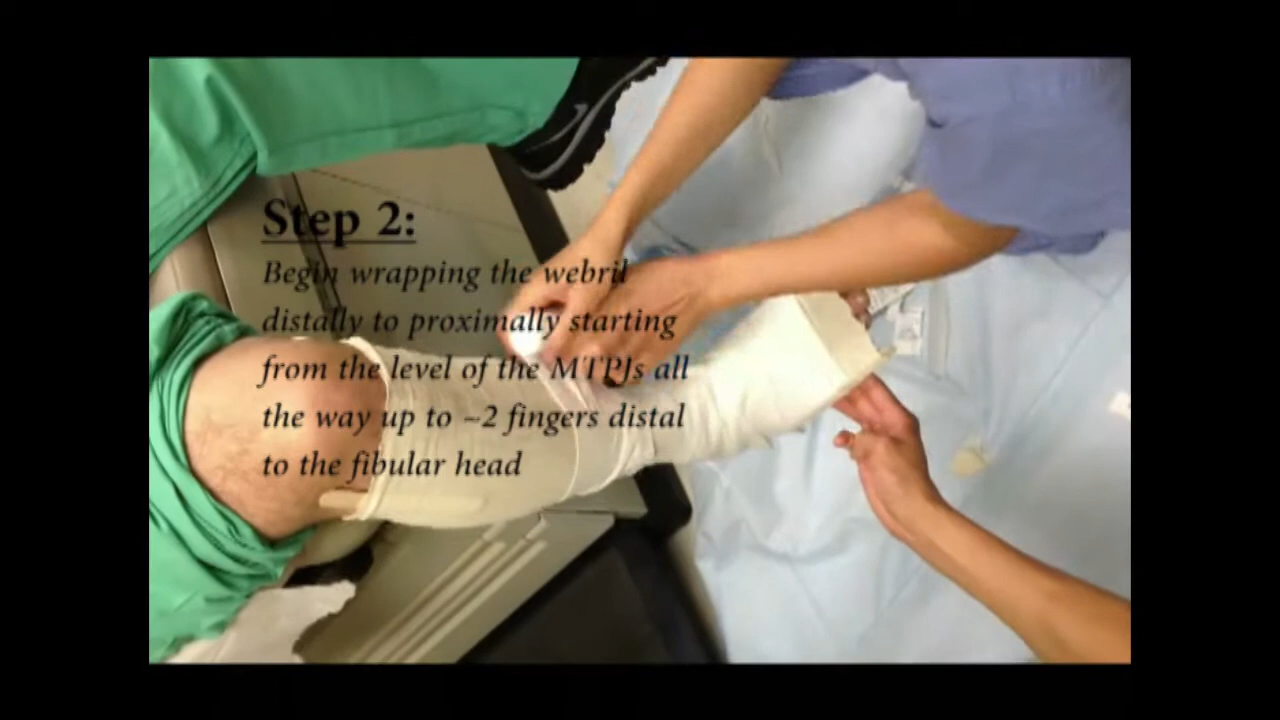 Step 2:
Begin wrapping the webril
distally to proximally starting
from the level of the MTPJs all
the way up to ~2 fingers distal
to the fibular head